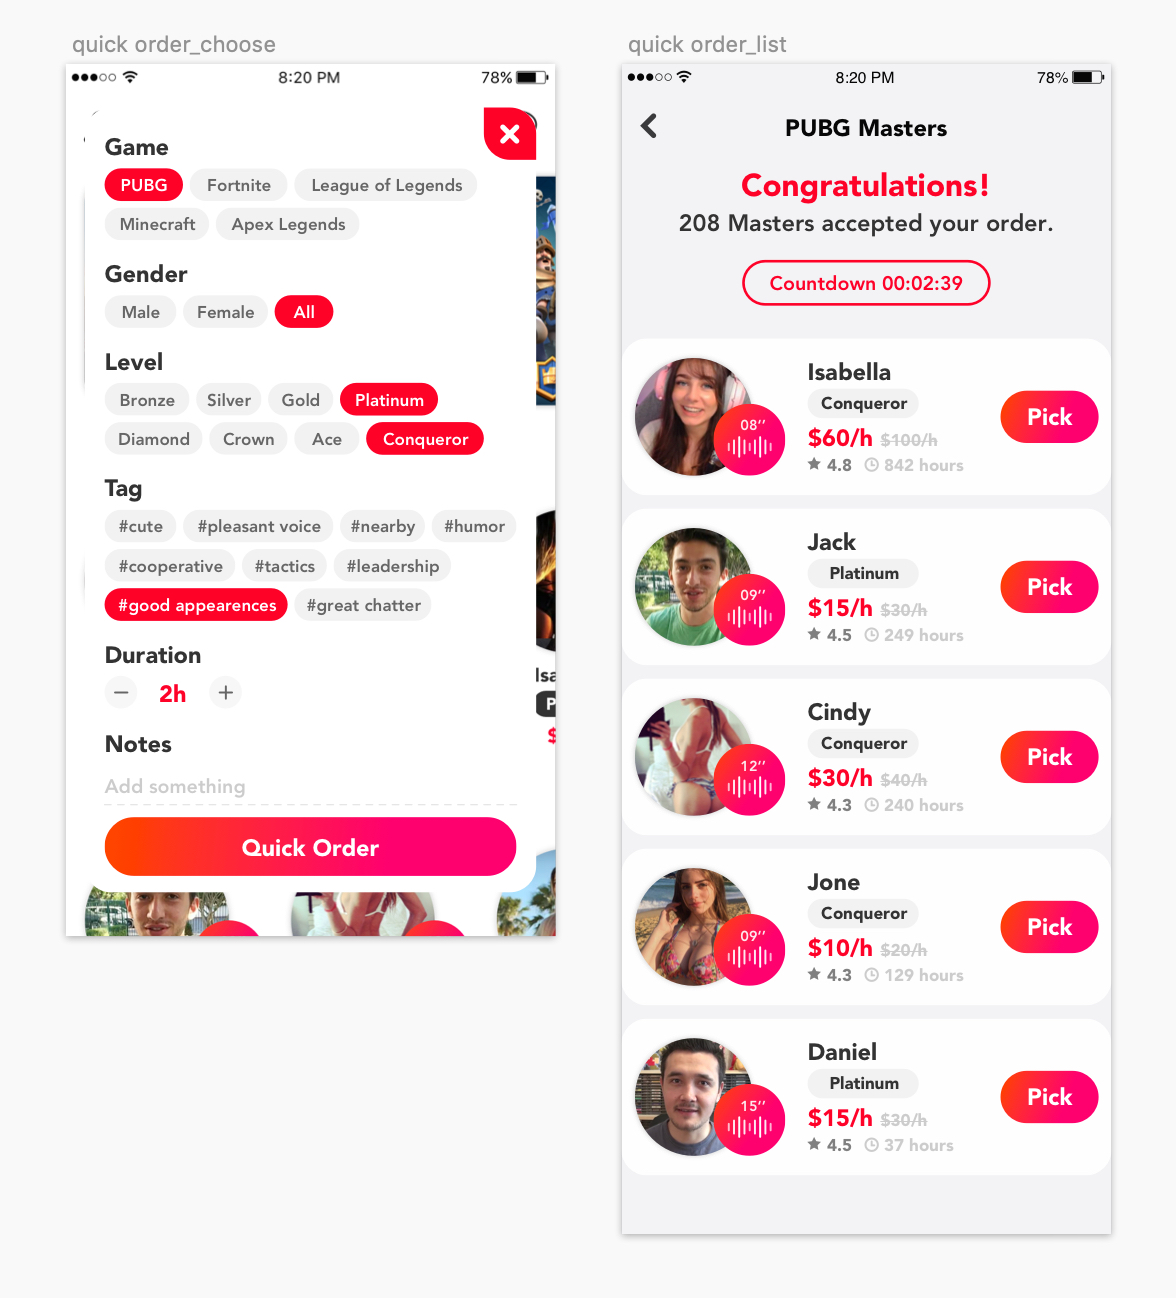 quick order_choose
8:20 PM
78%
Game
PUBG Fortnite League of Legends
Minecraft Apex Legends
Gender
Male Female All
Level
Bronze Silver Gold Platinum
Diamond Crown Ace Conqueror
Tag
#cute #pleasant voice #nearby #humor
#cooperative #tactics #leadership
#good appearences #great chatter
Duration
− 2h +
Isa
P
$
Notes
Add something
Quick Order
quick order_list
8:20 PM
78%
PUBG Masters
Congratulations!
208 Masters accepted your order.
Countdown 00:02:39
Isabella
Conqueror
08’’
$60/h $100/h
4.8 842 hours
Pick
Jack
Platinum
09’’
$15/h $30/h
4.5 249 hours
Pick
Cindy
Conqueror
12’’
$30/h $40/h
4.3 240 hours
Pick
Jone
Conqueror
09’’
$10/h $20/h
4.3 129 hours
Pick
Daniel
Platinum
15’’
$15/h $30/h
4.5 37 hours
Pick